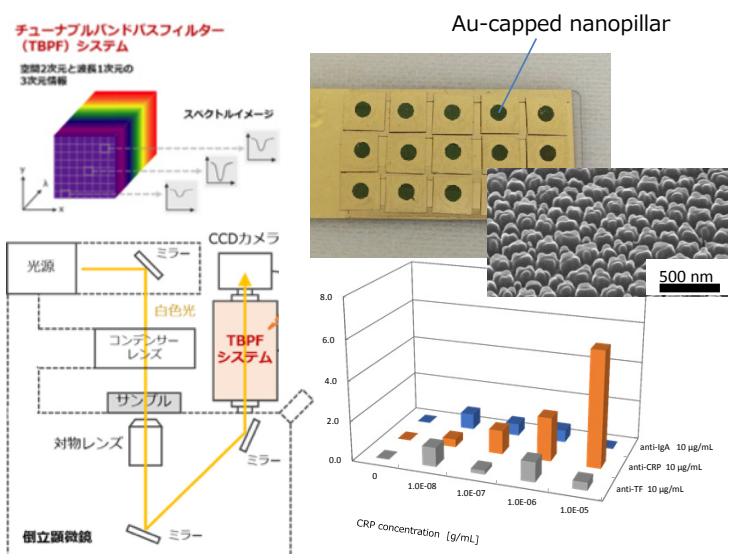 チューナブルバンドパスフィルター
（TBPF）システム
空間2次元と波長1次元の
3次元情報
スペクトルイメージ
y
λ
x
Au-capped nanopillar
500 nm
CCDカメラ
ミラー
光源
白色光
TBPF
システム
コンデンサー
レンズ
サンプル
対物レンズ
ミラー
ミラー
倒立顕微鏡
8.0
6.0
4.0
2.0
0.0
0
1.0E-08
1.0E-07
1.0E-06
1.0E-05
anti-IgA 10 μg/mL
anti-CRP 10 μg/mL
anti-TF 10 μg/mL
CRP concentration [g/mL]